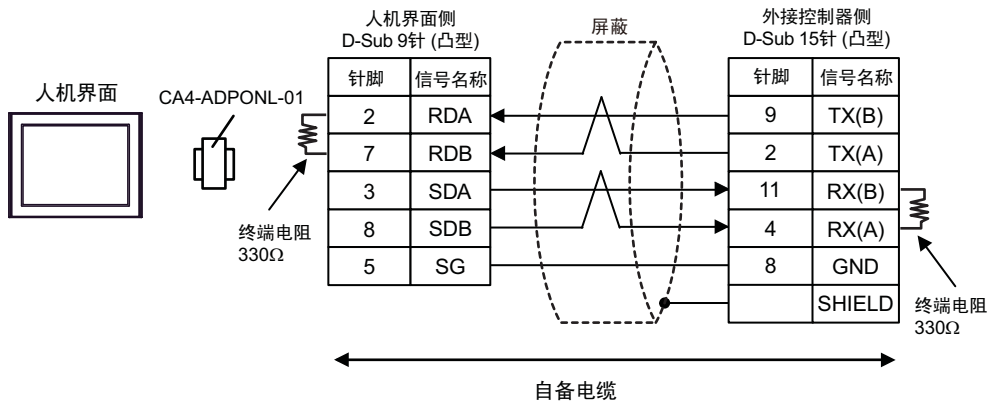 人机界面侧
D-Sub 9针 (凸型)
屏蔽
外接控制器侧
D-Sub 15针 (凸型)
人机界面
CA4-ADPONL-01
针脚 信号名称
2 RDA
7 RDB
3 SDA
8 SDB
5 SG
终端电阻
330Ω
针脚 信号名称
9 TX(B)
2 TX(A)
11 RX(B)
4 RX(A)
8 GND
SHIELD
终端电阻
330Ω
自备电缆